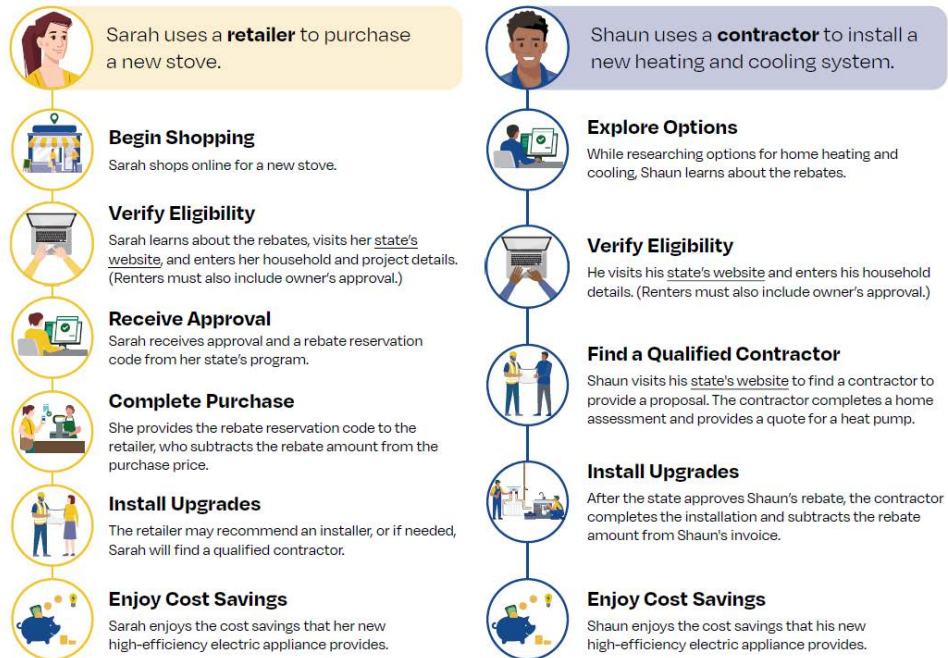 Sarah uses a retailer to purchase
a new stove.
Begin Shopping
Sarah shops online for a new stove.
Verify Eligibility
Sarah learns about the rebates, visits her state's
website, and enters her household and project details.
(Renters must also include owner's approval.)
Receive Approval
Sarah receives approval and a rebate reservation
code from her state's program.
Complete Purchase
She provides the rebate reservation code to the
retailer, who subtracts the rebate amount from the
purchase price.
Install Upgrades
The retailer may recommend an installer, or if needed,
Sarah will find a qualified contractor.
Enjoy Cost Savings
Sarah enjoys the cost savings that her new
high-efficiency electric appliance provides.
Shaun uses a contractor to install a
new heating and cooling system.
Explore Options
While researching options for home heating and
cooling, Shaun learns about the rebates.
Verify Eligibility
He visits his state's website and enters his household
details. (Renters must also include owner's approval.)
Find a Qualified Contractor
Shaun visits his state's website to find a contractor to
provide a proposal. The contractor completes a home
assessment and provides a quote for a heat pump.
Install Upgrades
After the state approves Shaun's rebate, the contractor
completes the installation and subtracts the rebate
amount from Shaun's invoice.
Enjoy Cost Savings
Shaun enjoys the cost savings that his new
high-efficiency electric appliance provides.